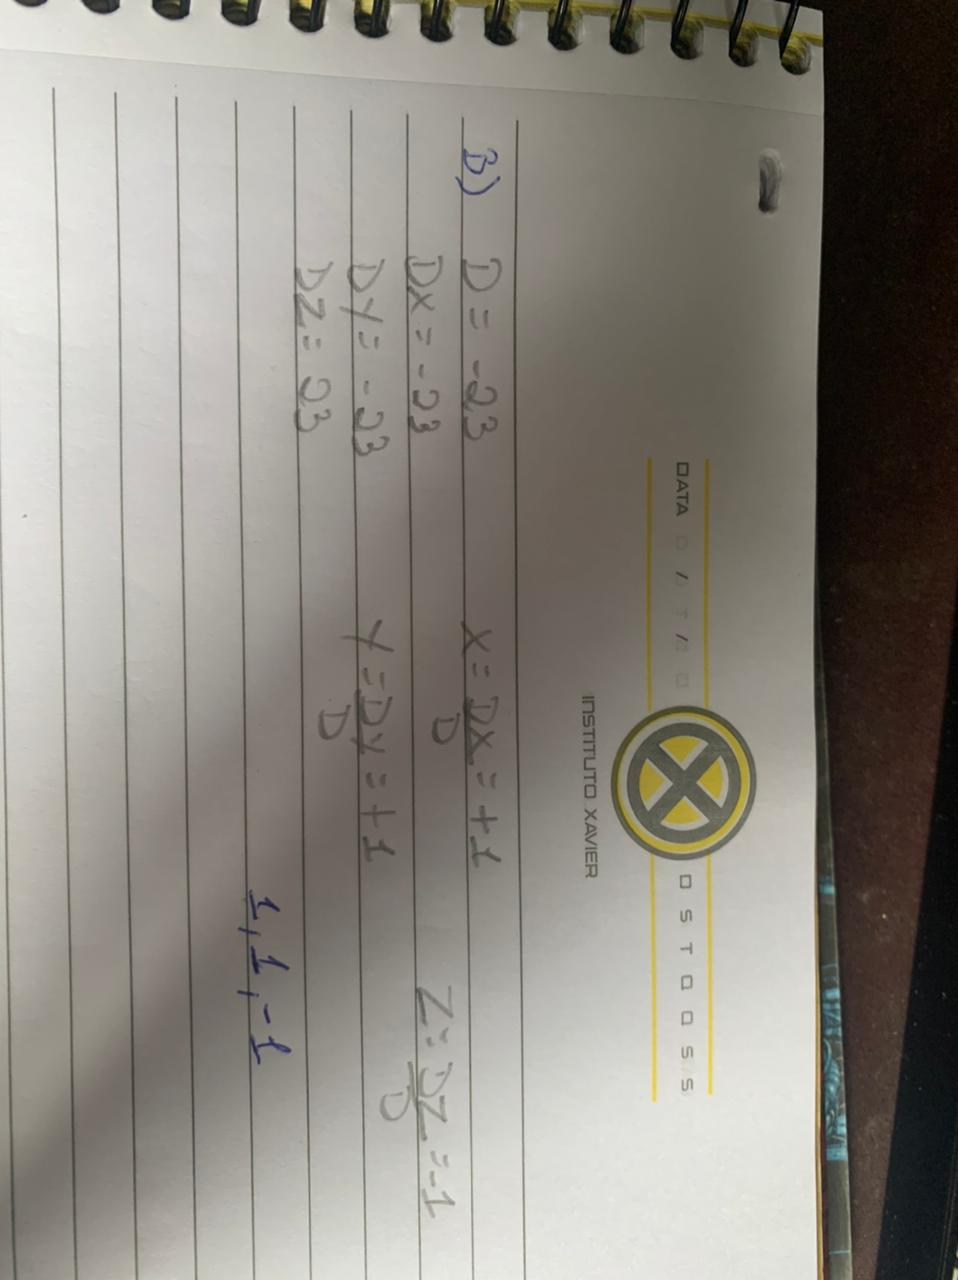 DATA
D S T Q Q S S
INSTITUTO XAVIER
B) D = -23 X = DX/D = +1
DX = -23 Z = DZ/D = -1
DY = -23 Y = DY/D = +1
DZ = 23
1, 1, -1